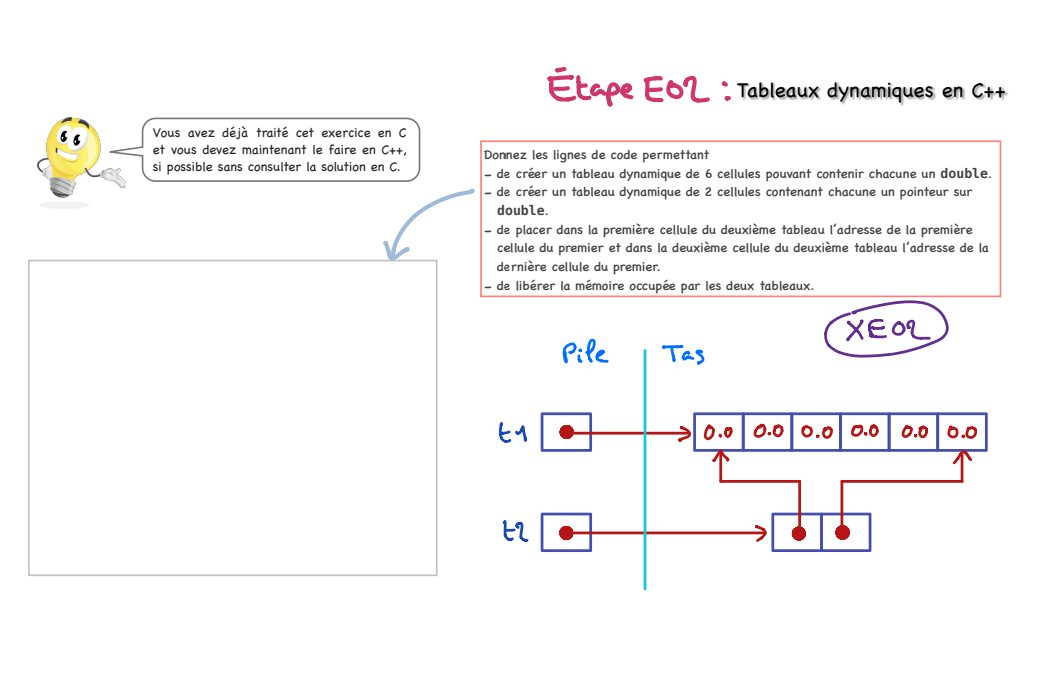 Étape E02 : Tableaux dynamiques en C++
Vous avez déjà traité cet exercice en C
et vous devez maintenant le faire en C++,
si possible sans consulter la solution en C.
Donnez les lignes de code permettant
– de créer un tableau dynamique de 6 cellules pouvant contenir chacune un double.
– de créer un tableau dynamique de 2 cellules contenant chacune un pointeur sur
double.
– de placer dans la première cellule du deuxième tableau l'adresse de la première
cellule du premier et dans la deuxième cellule du deuxième tableau l'adresse de la
dernière cellule du premier.
– de libérer la mémoire occupée par les deux tableaux.
XE02
Pile Tas
t1 0.0 0.0 0.0 0.0 0.0 0.0
t2